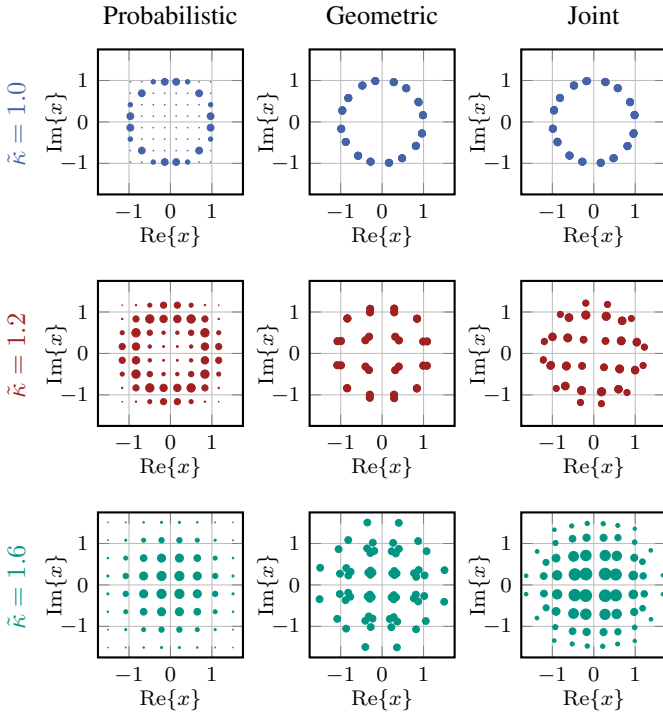 Probabilistic Geometric Joint
κ̃ = 1.0
Im{x} Im{x} Im{x}
1 1 1
0 0 0
−1 −1 −1
−1 0 1 −1 0 1 −1 0 1
Re{x} Re{x} Re{x}
κ̃ = 1.2
Im{x} Im{x} Im{x}
1 1 1
0 0 0
−1 −1 −1
−1 0 1 −1 0 1 −1 0 1
Re{x} Re{x} Re{x}
κ̃ = 1.6
Im{x} Im{x} Im{x}
1 1 1
0 0 0
−1 −1 −1
−1 0 1 −1 0 1 −1 0 1
Re{x} Re{x} Re{x}